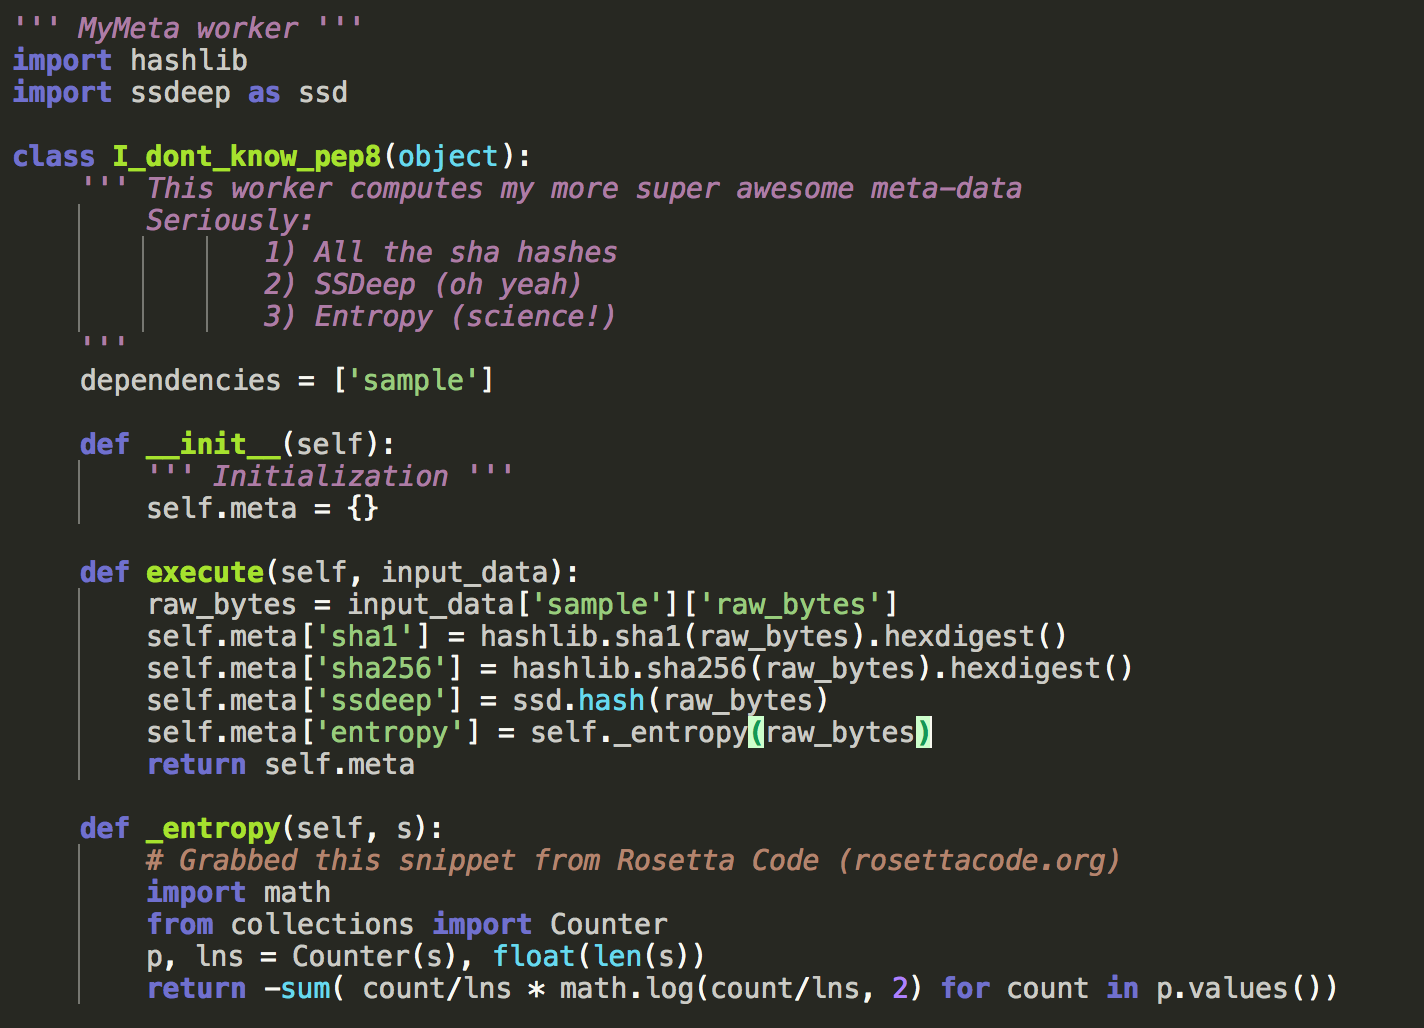 ''' MyMeta worker '''
import hashlib
import ssdeep as ssd
class I_dont_know_pep8(object):
''' This worker computes my more super awesome meta-data
Seriously:
1) All the sha hashes
2) SSDeep (oh yeah)
3) Entropy (science!)
'''
dependencies = ['sample']
def __init__(self):
''' Initialization '''
self.meta = {}
def execute(self, input_data):
raw_bytes = input_data['sample']['raw_bytes']
self.meta['sha1'] = hashlib.sha1(raw_bytes).hexdigest()
self.meta['sha256'] = hashlib.sha256(raw_bytes).hexdigest()
self.meta['ssdeep'] = ssd.hash(raw_bytes)
self.meta['entropy'] = self._entropy(raw_bytes)
return self.meta
def _entropy(self, s):
# Grabbed this snippet from Rosetta Code (rosettacode.org)
import math
from collections import Counter
p, lns = Counter(s), float(len(s))
return -sum( count/lns * math.log(count/lns, 2) for count in p.values())